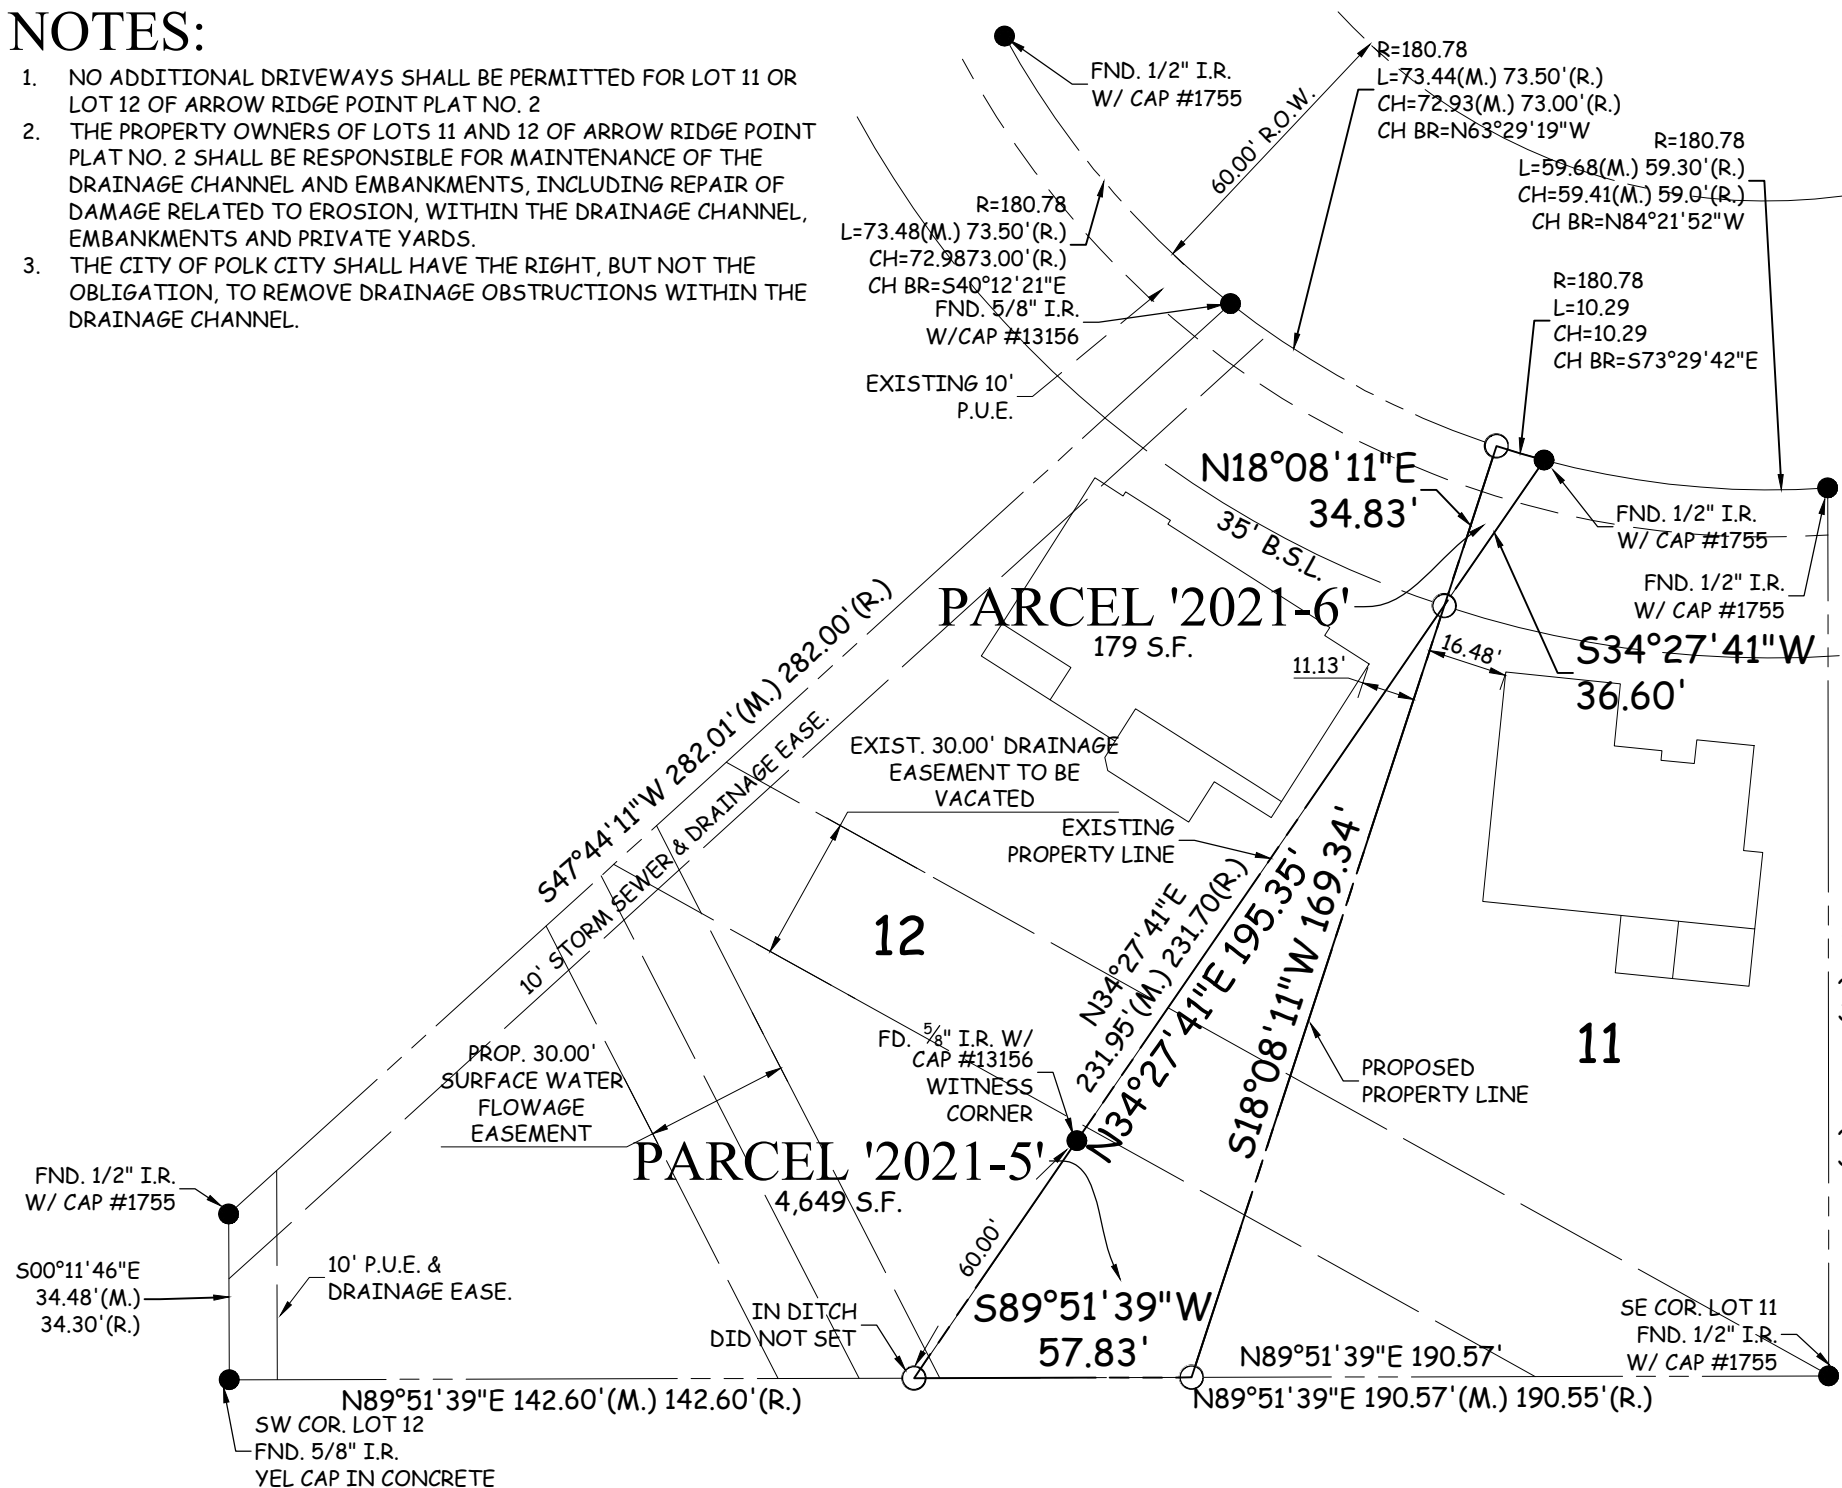 NOTES:
1. NO ADDITIONAL DRIVEWAYS SHALL BE PERMITTED FOR LOT 11 OR
LOT 12 OF ARROW RIDGE POINT PLAT NO. 2
2. THE PROPERTY OWNERS OF LOTS 11 AND 12 OF ARROW RIDGE POINT
PLAT NO. 2 SHALL BE RESPONSIBLE FOR MAINTENANCE OF THE
DRAINAGE CHANNEL AND EMBANKMENTS, INCLUDING REPAIR OF
DAMAGE RELATED TO EROSION, WITHIN THE DRAINAGE CHANNEL,
EMBANKMENTS AND PRIVATE YARDS.
3. THE CITY OF POLK CITY SHALL HAVE THE RIGHT, BUT NOT THE
OBLIGATION, TO REMOVE DRAINAGE OBSTRUCTIONS WITHIN THE
DRAINAGE CHANNEL.
FND. 1/2" I.R.
W/ CAP #1755
60.00' R.O.W.
R=180.78
L=73.44(M.) 73.50'(R.)
CH=72.93(M.) 73.00'(R.)
CH BR=N63°29'19"W
R=180.78
L=59.68(M.) 59.30'(R.)
CH=59.41(M.) 59.0'(R.)
CH BR=N84°21'52"W
R=180.78
L=73.48(M.) 73.50'(R.)
CH=72.9873.00'(R.)
CH BR=S40°12'21"E
FND. 5/8" I.R.
W/CAP #13156
R=180.78
L=10.29
CH=10.29
CH BR=S73°29'42"E
EXISTING 10'
P.U.E.
N18°08'11"E
34.83'
35' B.S.L.
FND. 1/2" I.R.
W/ CAP #1755
FND. 1/2" I.R.
W/ CAP #1755
PARCEL '2021-6'
179 S.F.
11.13'
16.48'
S34°27'41"W
36.60'
S47°44'11"W 282.01'(M.) 282.00'(R.)
10' STORM SEWER & DRAINAGE EASE.
EXIST. 30.00' DRAINAGE
EASEMENT TO BE
VACATED
EXISTING
PROPERTY LINE
12
N34°27'41"E
231.95'(M.) 231.70(R.)
N34°27'41"E 195.35'
S18°08'11"W 169.34'
11
FD. 5/8" I.R. W/
CAP #13156
WITNESS
CORNER
PROPOSED
PROPERTY LINE
PROP. 30.00'
SURFACE WATER
FLOWAGE
EASEMENT
PARCEL '2021-5'
4,649 S.F.
FND. 1/2" I.R.
W/ CAP #1755
60.00'
S00°11'46"E
34.48'(M.)
34.30'(R.)
10' P.U.E. &
DRAINAGE EASE.
IN DITCH
DID NOT SET
S89°51'39"W
57.83'
SE COR. LOT 11
FND. 1/2" I.R.
W/ CAP #1755
N89°51'39"E 190.57'
N89°51'39"E 142.60'(M.) 142.60'(R.)
N89°51'39"E 190.57'(M.) 190.55'(R.)
SW COR. LOT 12
FND. 5/8" I.R.
YEL CAP IN CONCRETE